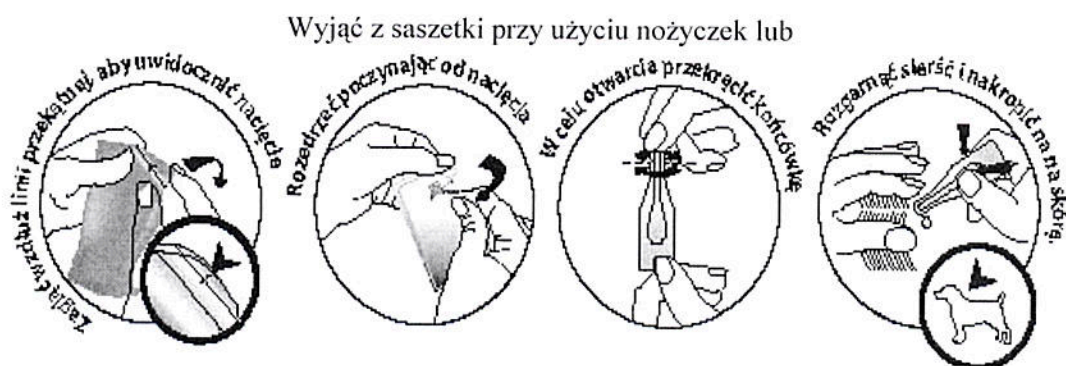 Wyjąć z saszetki przy użyciu nożyczek lub
Zagiąć wzdłuż linii przekątnej, aby uwidocznić nacięcie
Rozedrzeć poczynając od nacięcia
W celu otwarcia przekręcić końcówkę
Rozgarnąć sierść i nakropić na na skórę.